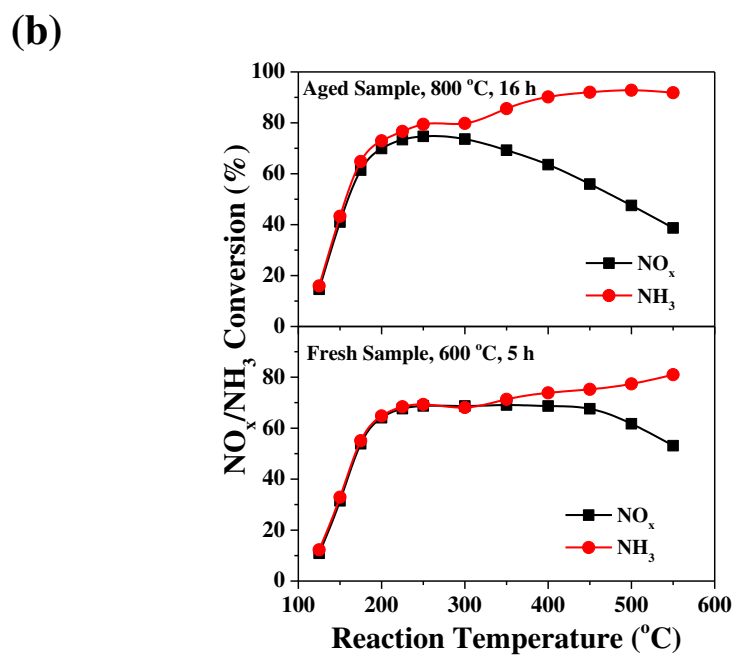 (b)
NOₓ/NH₃ Conversion (%)
100
80
60
40
20
0
Aged Sample, 800 °C, 16 h
NOₓ
NH₃
80
60
40
20
0
Fresh Sample, 600 °C, 5 h
NOₓ
NH₃
100 200 300 400 500 600
Reaction Temperature (°C)